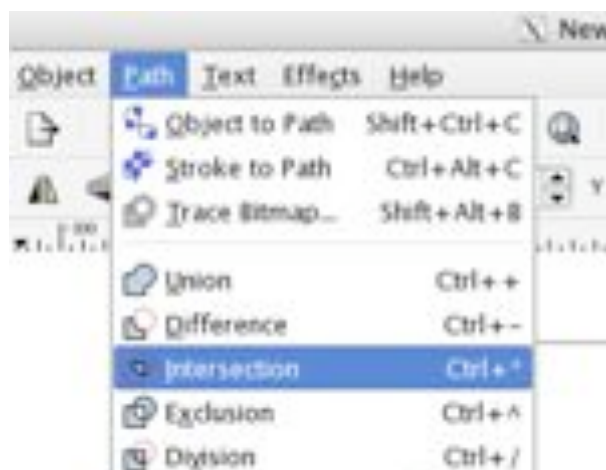 New
Object Path Text Effects Help
Object to Path Shift+Ctrl+C
Stroke to Path Ctrl+Alt+C
Y
Trace Bitmap... Shift+Alt+B
Union Ctrl++
Difference Ctrl+-
Intersection Ctrl+*
Exclusion Ctrl+^
Division Ctrl+/